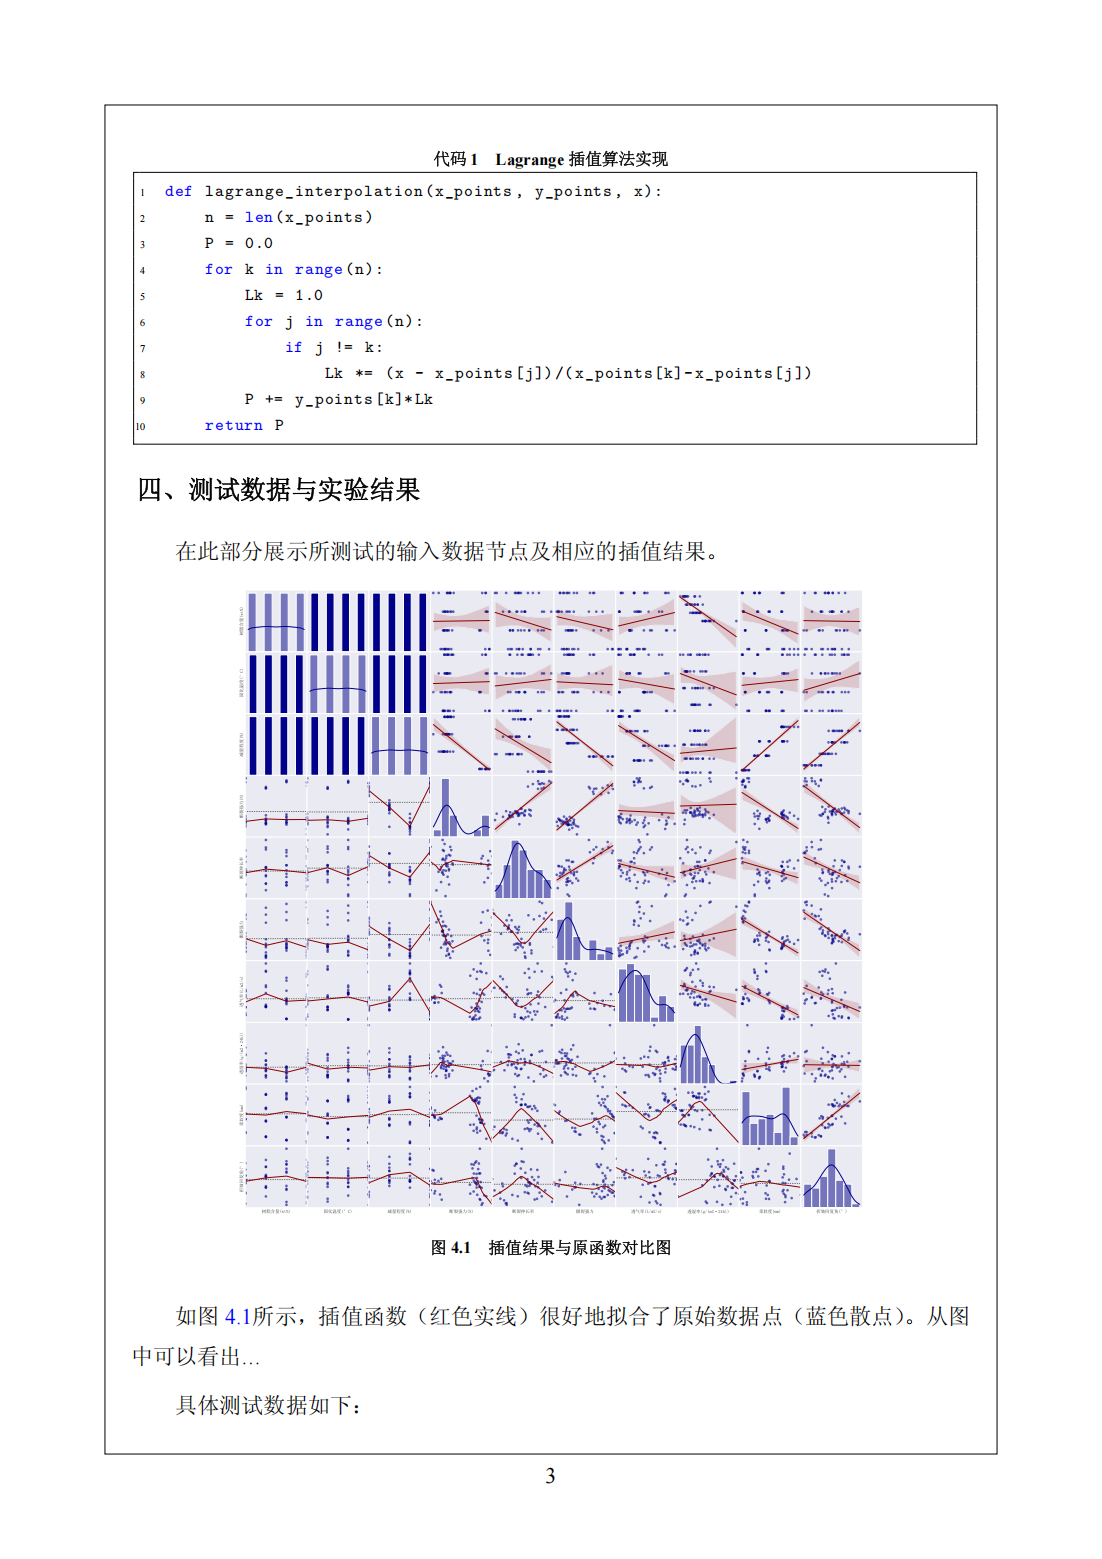 代码 1 Lagrange 插值算法实现
1 def lagrange_interpolation(x_points, y_points, x):
2 n = len(x_points)
3 P = 0.0
4 for k in range(n):
5 Lk = 1.0
6 for j in range(n):
7 if j != k:
8 Lk *= (x - x_points[j])/(x_points[k]-x_points[j])
9 P += y_points[k]*Lk
10 return P
四、测试数据与实验结果
在此部分展示所测试的输入数据节点及相应的插值结果。
图 4.1 插值结果与原函数对比图
如图 4.1所示，插值函数（红色实线）很好地拟合了原始数据点（蓝色散点）。从图
中可以看出...
具体测试数据如下：
3